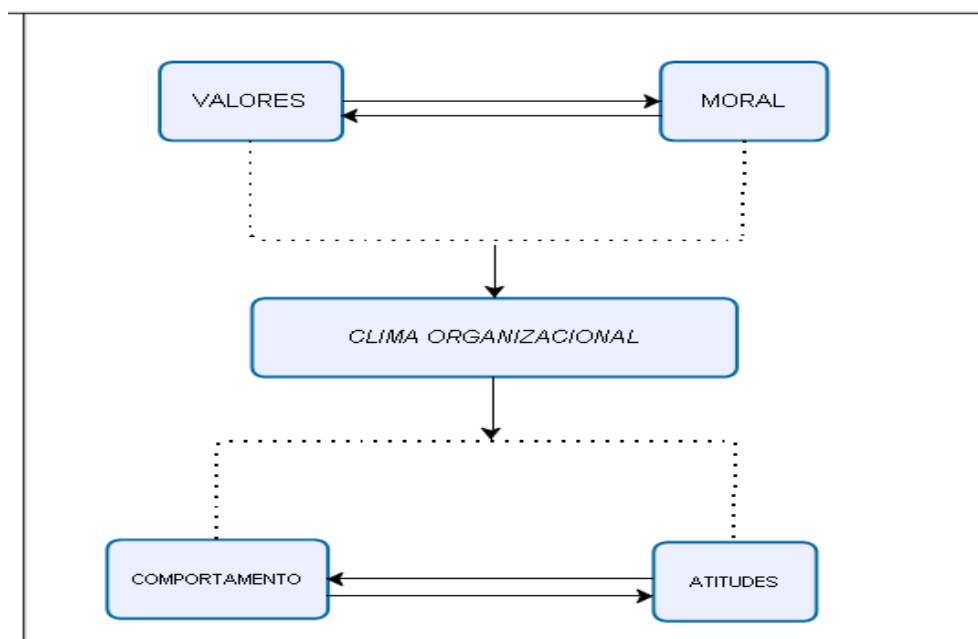 VALORES
MORAL
CLIMA ORGANIZACIONAL
COMPORTAMENTO
ATITUDES